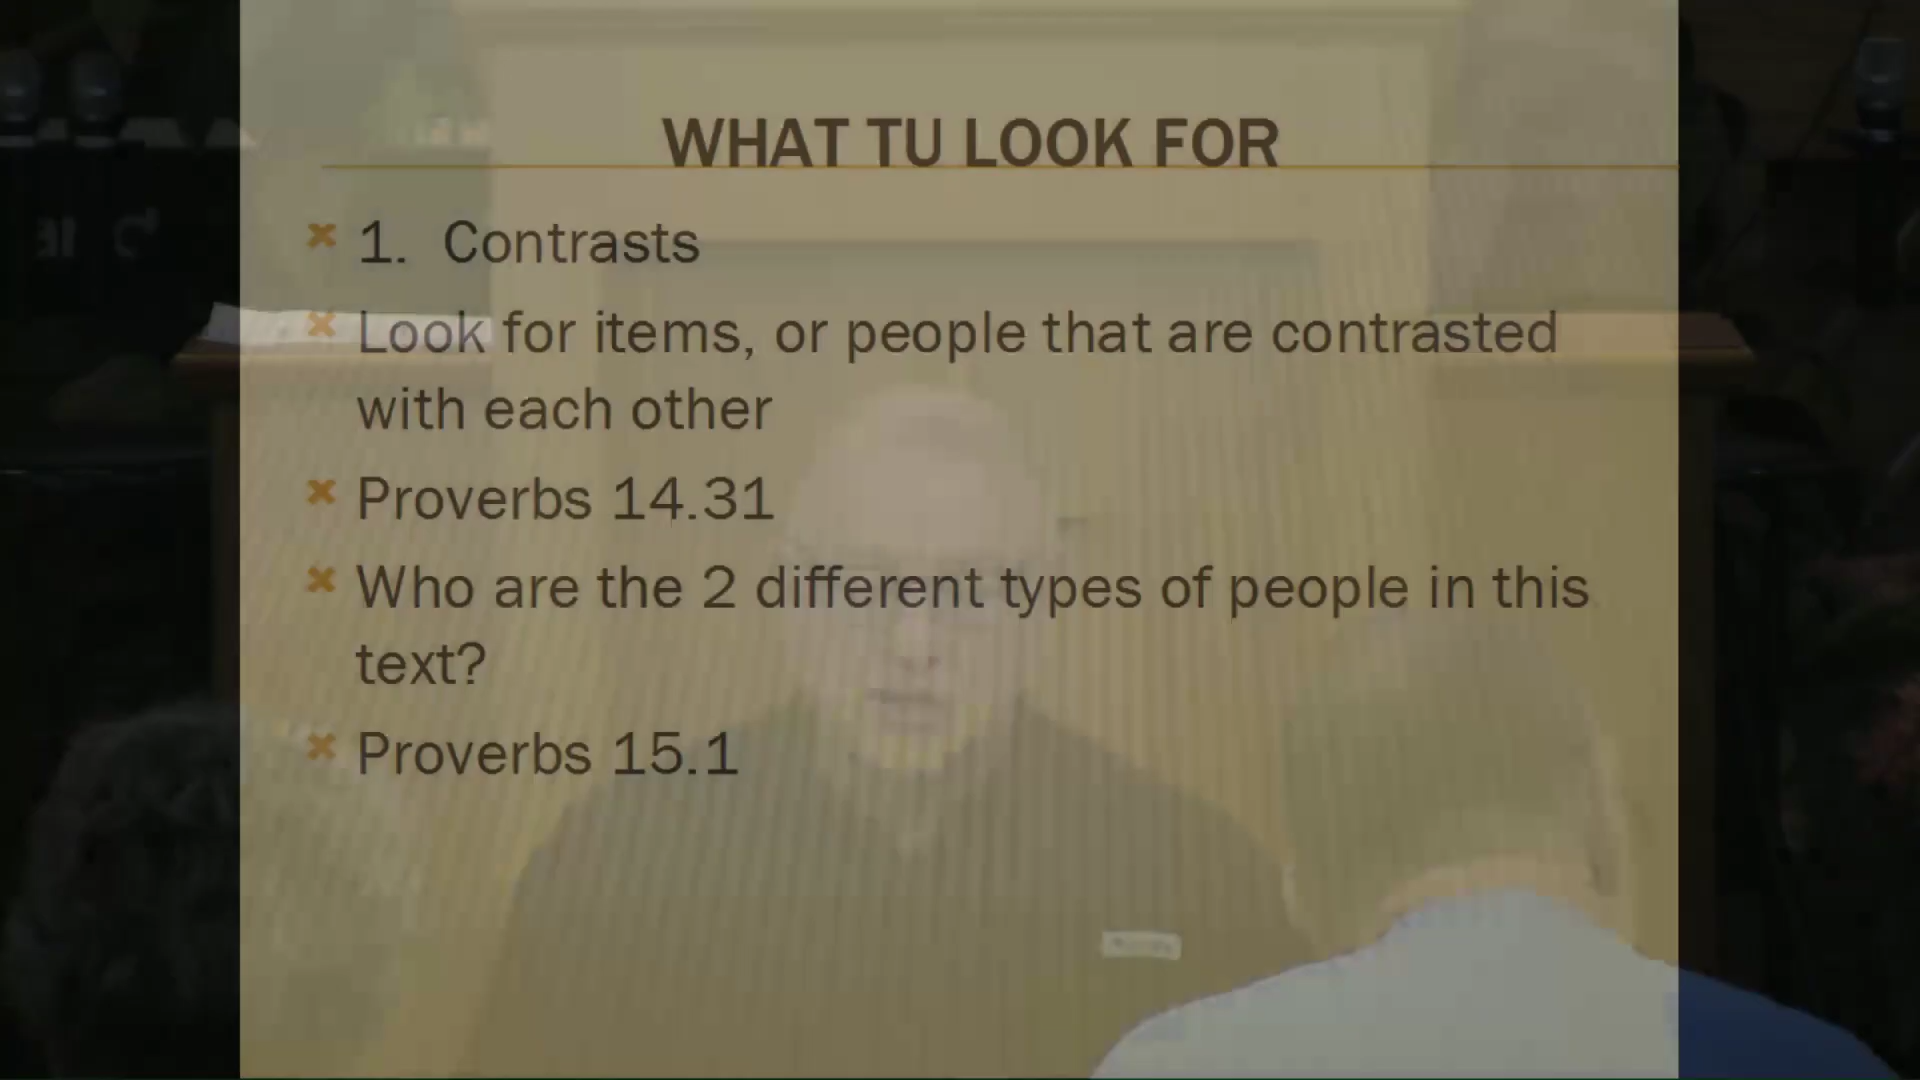 WHAT TU LOOK FOR
1. Contrasts
Look for items, or people that are contrasted
with each other
Proverbs 14.31
Who are the 2 different types of people in this
text?
Proverbs 15.1